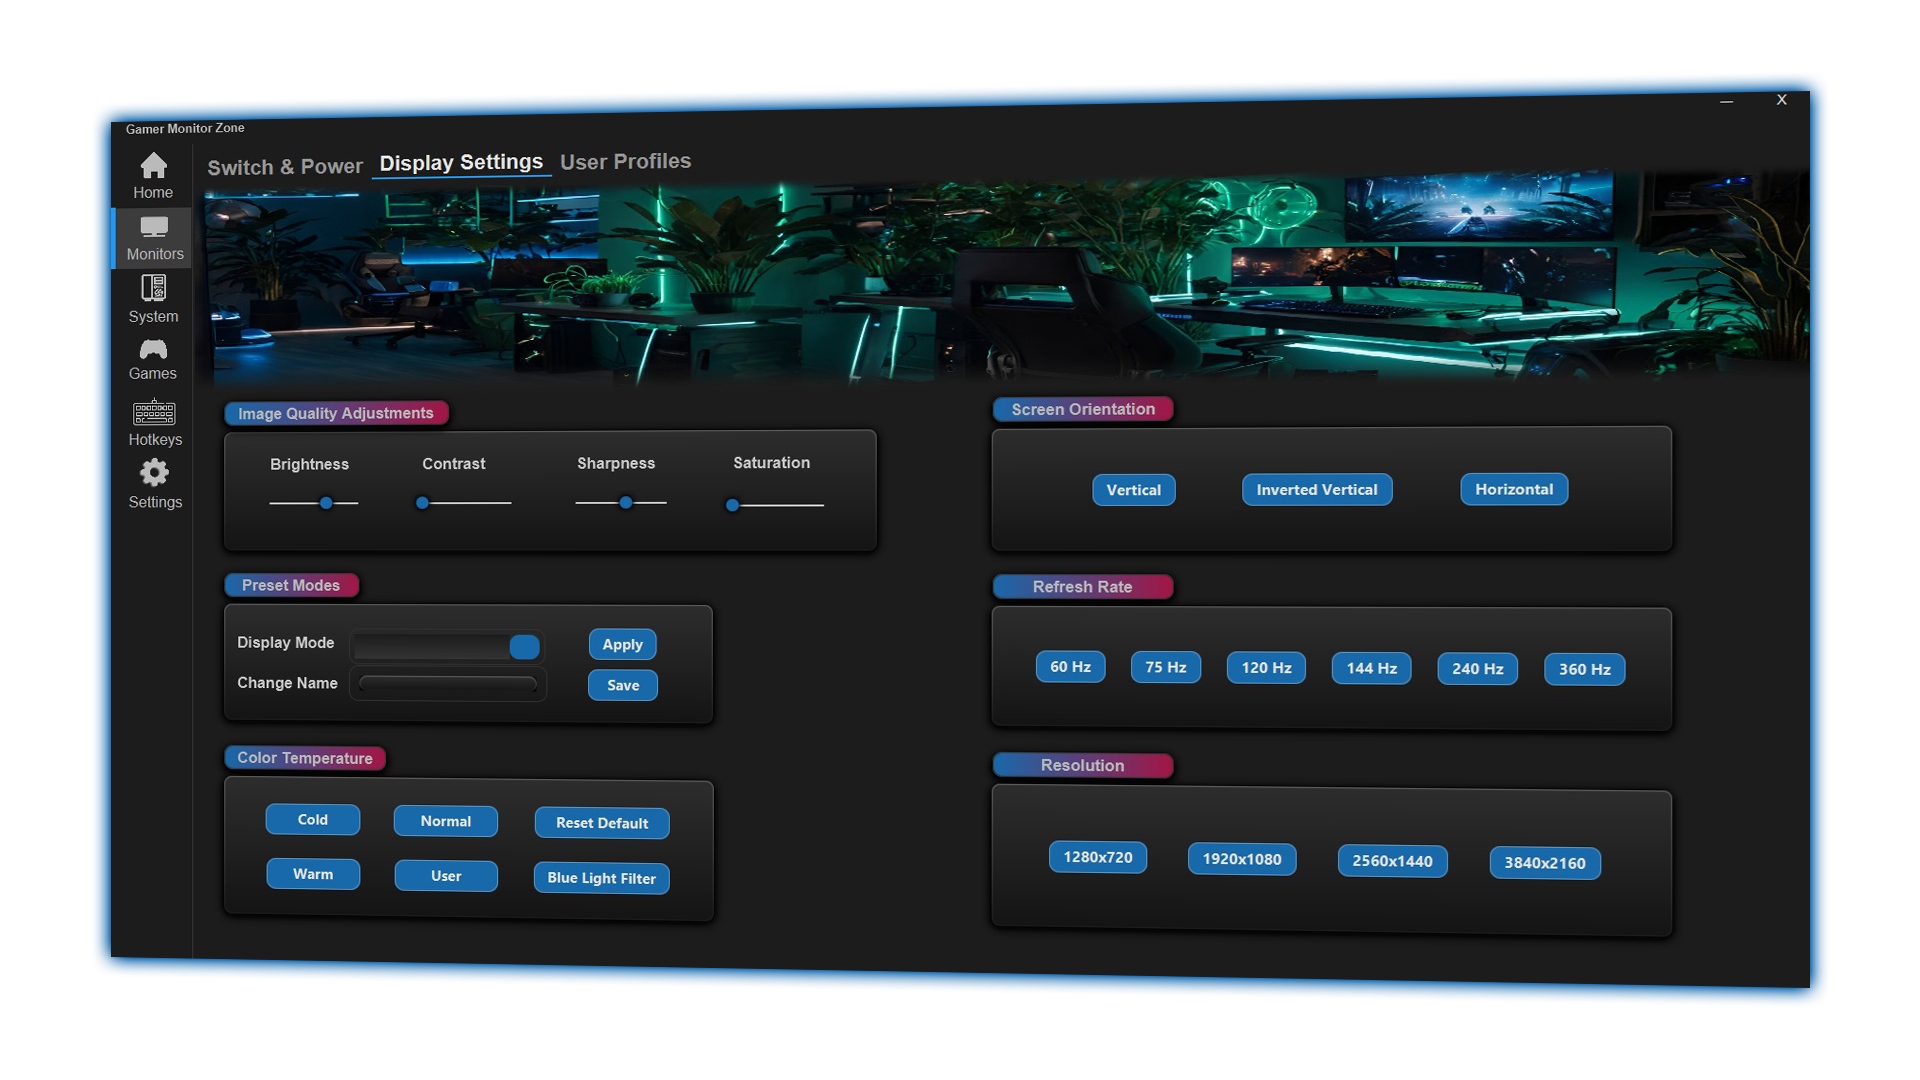 Gamer Monitor Zone
— X
Switch & Power Display Settings User Profiles
Home
Monitors
System
Games
Hotkeys
Settings
Image Quality Adjustments
Brightness Contrast Sharpness Saturation
Preset Modes
Display Mode Apply
Change Name Save
Color Temperature
Cold Normal Reset Default
Warm User Blue Light Filter
Screen Orientation
Vertical Inverted Vertical Horizontal
Refresh Rate
60 Hz 75 Hz 120 Hz 144 Hz 240 Hz 360 Hz
Resolution
1280x720 1920x1080 2560x1440 3840x2160